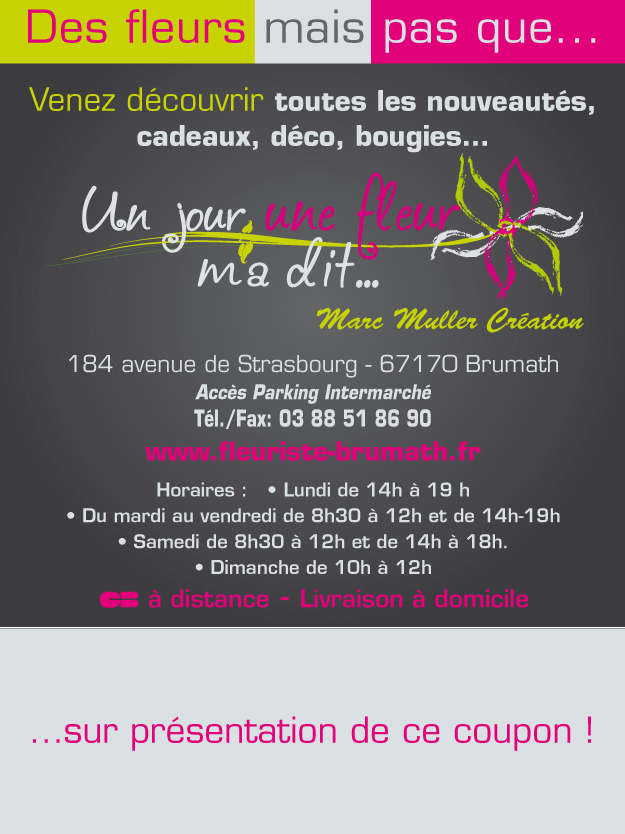 Des fleurs mais pas que...
Venez découvrir toutes les nouveautés,
cadeaux, déco, bougies...
Un jour une fleur
m'a dit...
Marc Muller Création
184 avenue de Strasbourg - 67170 Brumath
Accès Parking Intermarché
Tél./Fax: 03 88 51 86 90
www.fleuriste-brumath.fr
Horaires : • Lundi de 14h à 19 h
• Du mardi au vendredi de 8h30 à 12h et de 14h-19h
• Samedi de 8h30 à 12h et de 14h à 18h.
• Dimanche de 10h à 12h
CB à distance - Livraison à domicile
...sur présentation de ce coupon !